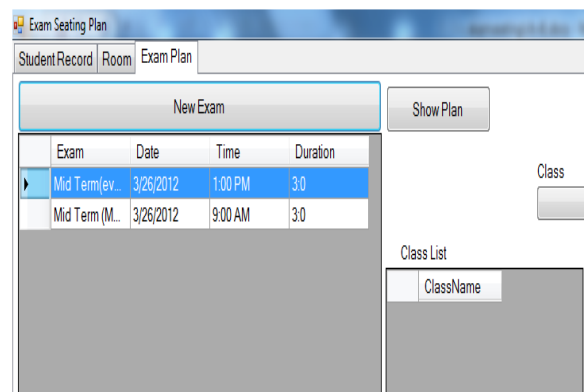 Exam Seating Plan
Student Record Room Exam Plan
New Exam Show Plan
Exam Date Time Duration
Mid Term(ev... 3/26/2012 1:00 PM 3:0
Mid Term (M... 3/26/2012 9:00 AM 3:0
Class
Class List
ClassName